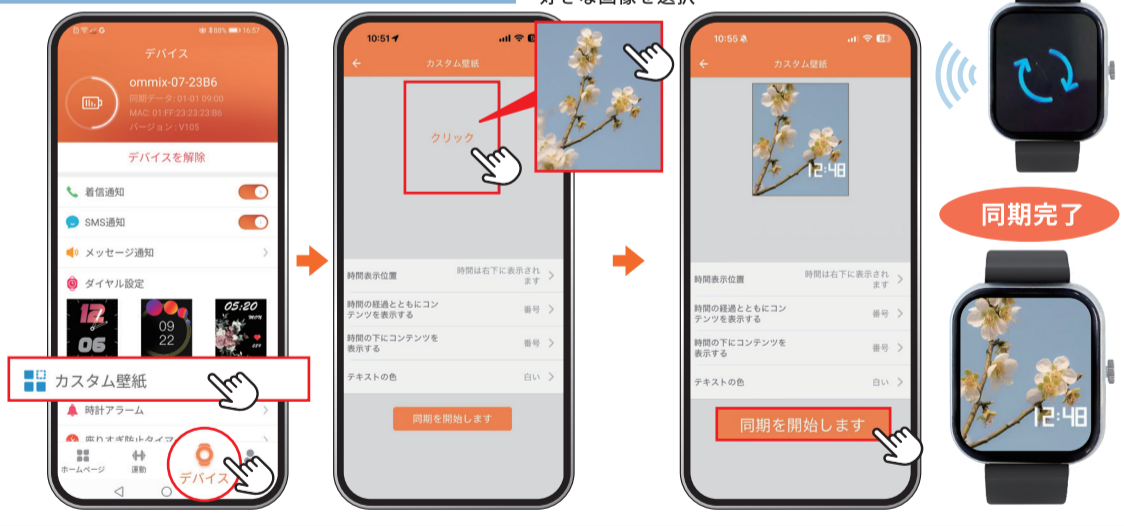 好きな画像を選択
G
100% 16:57
デバイス
ommix-07-23B6
同期データ: 01-01 09:00
MAC: 01:FF:23:23:23:B6
バージョン : V105
デバイスを解除
着信通知
SMS通知
メッセージ通知
ダイヤル設定
12
06
09
22
05:20
MON
カスタム壁紙
時計アラーム
座りすぎ防止タイマ
ホームページ
運動
デバイス
10:51
カスタム壁紙
クリック
時間表示位置
時間は右下に表示され
ます
時間の経過とともにコン
テンツを表示する
番号
時間の下にコンテンツを
表示する
番号
テキストの色
白い
同期を開始します
10:55
カスタム壁紙
12:48
時間表示位置
時間は右下に表示され
ます
時間の経過とともにコン
テンツを表示する
番号
時間の下にコンテンツを
表示する
番号
テキストの色
白い
同期を開始します
同期完了
12:48